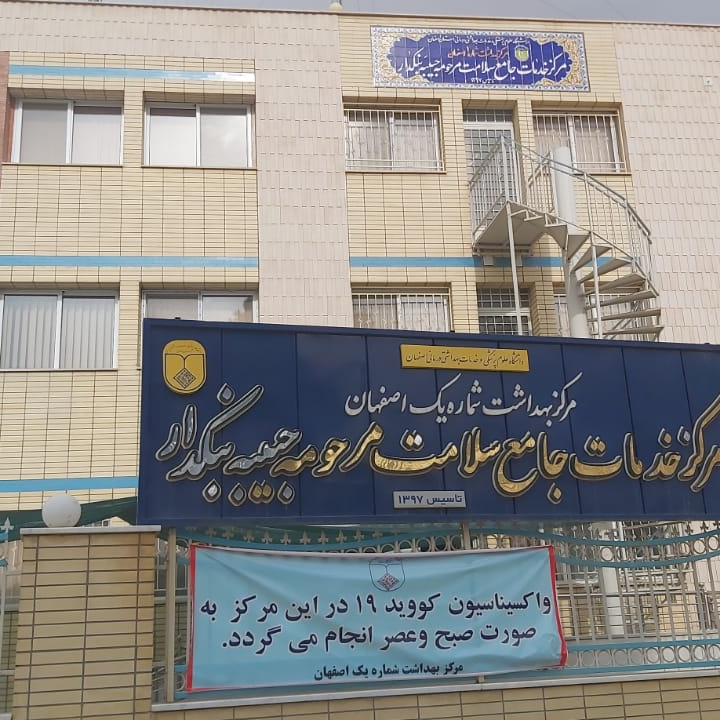 مرکز خدمات جامع سلامت مرحومه حبیبه بنکدار
دانشگاه علوم پزشکی و خدمات بهداشتی درمانی اصفهان
مرکز بهداشت شماره یک اصفهان
مرکز خدمات جامع سلامت مرحومه حبیبه بنکدار
تاسیس ۱۳۹۷
واکسیناسیون کووید ۱۹ در این مرکز به
صورت صبح وعصر انجام می گردد.
مرکز بهداشت شماره یک اصفهان